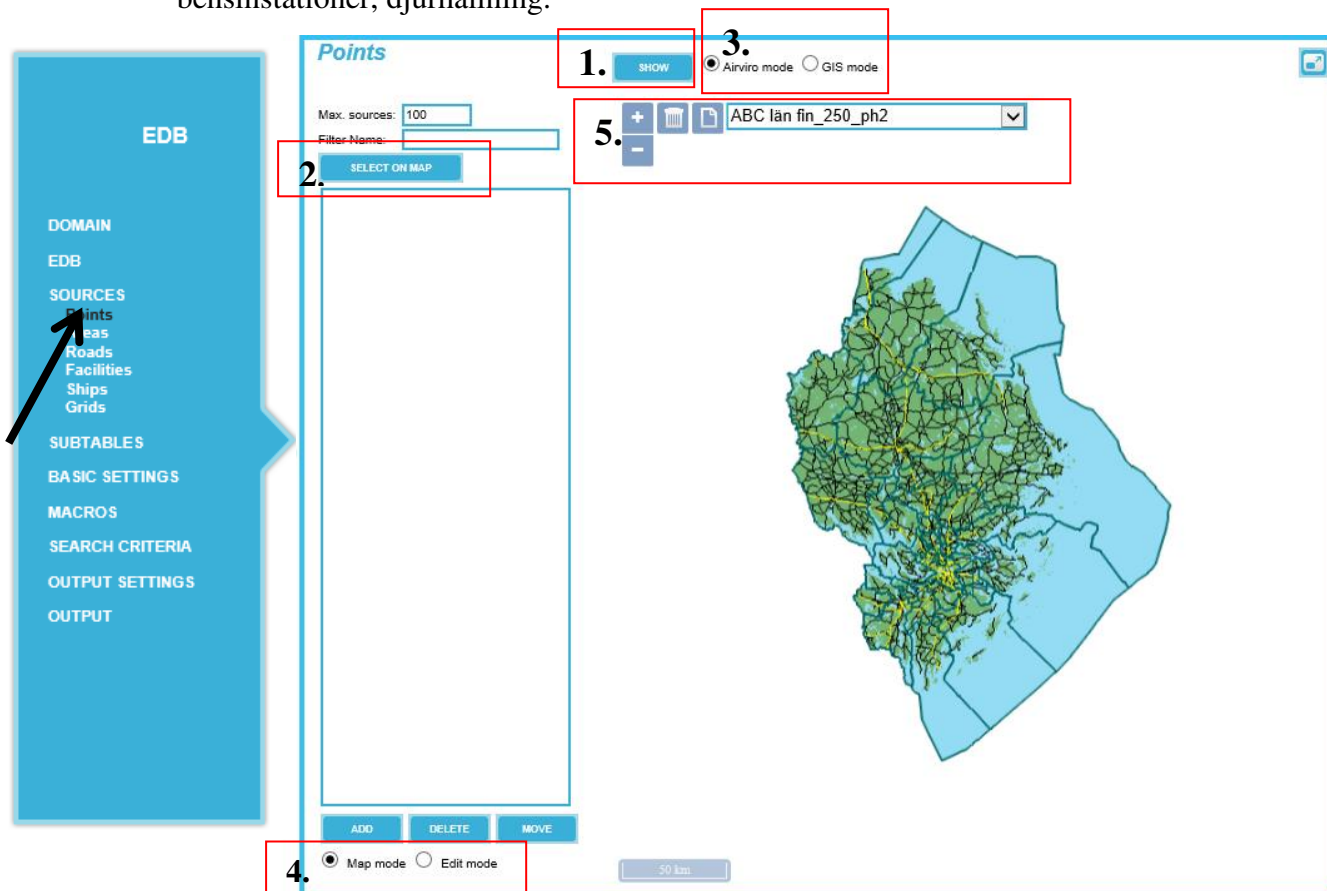 bensinstationer, djurhållning.
EDB
DOMAIN
EDB
SOURCES
Points
Areas
Roads
Facilities
Ships
Grids
SUBTABLES
BASIC SETTINGS
MACROS
SEARCH CRITERIA
OUTPUT SETTINGS
OUTPUT
Points
1. SHOW
3.
Airviro mode GIS mode
Max. sources: 100
Filter Name:
2. SELECT ON MAP
5. + ABC län fin_250_ph2
−
ADD DELETE MOVE
4. Map mode Edit mode
50 km